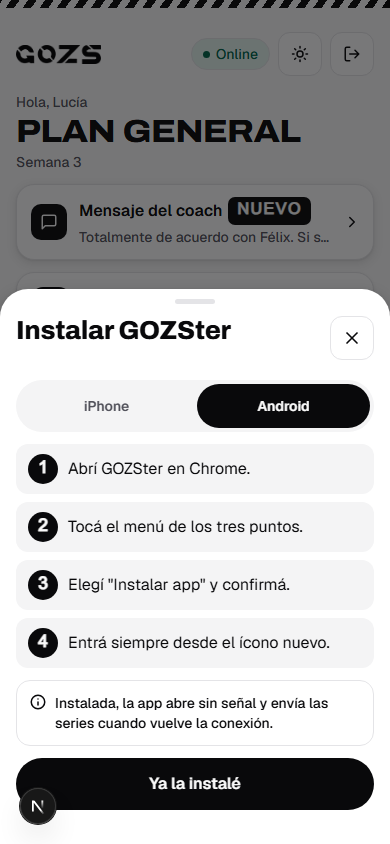 GOZS
Online
Hola, Lucía
PLAN GENERAL
Semana 3
Mensaje del coach NUEVO
Totalmente de acuerdo con Félix. Si s...
Instalar GOZSter
iPhone
Android
1 Abrí GOZSter en Chrome.
2 Tocá el menú de los tres puntos.
3 Elegí "Instalar app" y confirmá.
4 Entrá siempre desde el ícono nuevo.
Instalada, la app abre sin señal y envía las
series cuando vuelve la conexión.
Ya la instalé
N